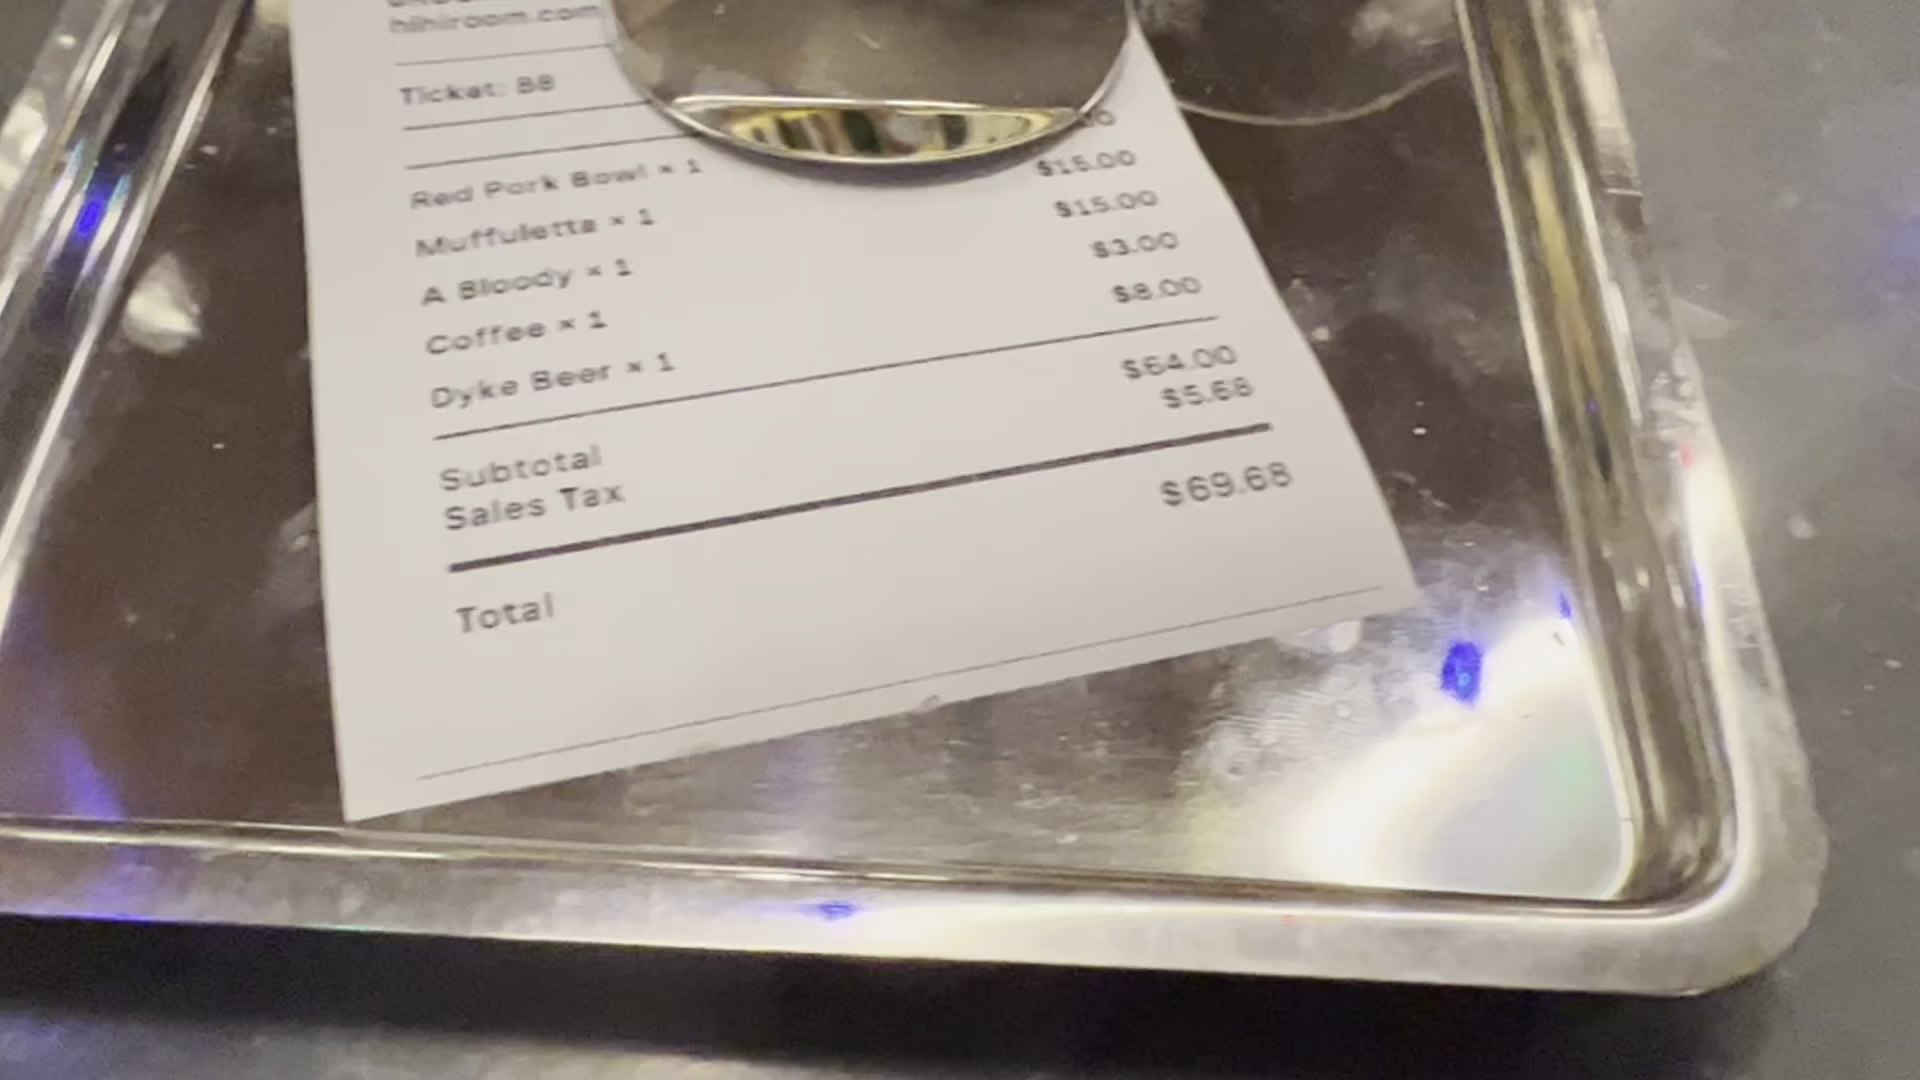 hihiroom.com
Ticket: 88
Red Pork Bowl × 1
Muffuletta × 1 $15.00
A Bloody × 1 $15.00
Coffee × 1 $3.00
Dyke Beer × 1 $8.00
Subtotal $64.00
Sales Tax $5.68
Total $69.68